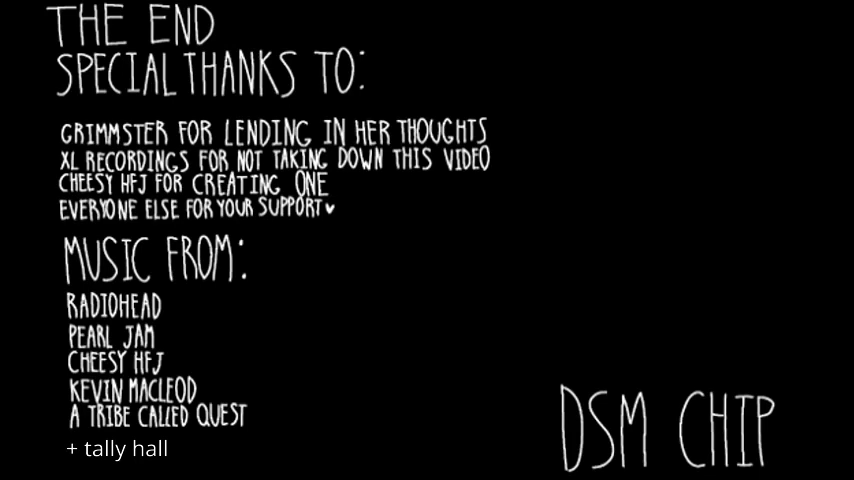 THE END
SPECIAL THANKS TO:
GRIMMSTER FOR LENDING IN HER THOUGHTS
XL RECORDINGS FOR NOT TAKING DOWN THIS VIDEO
CHEESY HFJ FOR CREATING ONE
EVERYONE ELSE FOR YOUR SUPPORT♥
MUSIC FROM:
RADIOHEAD
PEARL JAM
CHEESY HFJ
KEVIN MACLEOD
A TRIBE CALLED QUEST
+ tally hall
DSM CHIP